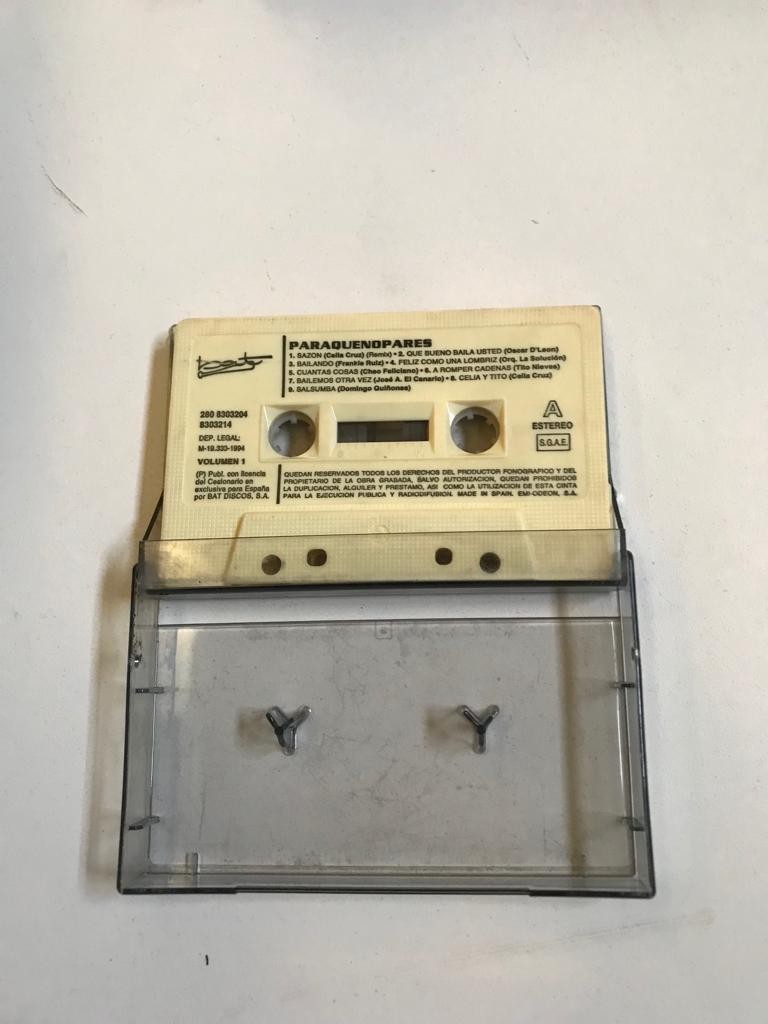 PARAQUENOPARES
1. SAZON (Celia Cruz) (Remix) • 2. QUE BUENO BAILA USTED (Oscar D'Leon)
3. BAILANDO (Frankie Ruiz) • 4. FELIZ COMO UNA LOMBRIZ (Orq. La Solución)
5. CUANTAS COSAS (Cheo Feliciano) • 6. A ROMPER CADENAS (Tito Nieves)
7. BAILEMOS OTRA VEZ (José A. El Canario) • 8. CELIA Y TITO (Celia Cruz)
9. SALSUMBA (Domingo Quiñones)
280 8303204
8303214
DEP. LEGAL:
M-19.333-1994
VOLUMEN 1
(P) Publ. con licencia
del Cesionario en
exclusiva para España
por BAT DISCOS, S.A.
A
ESTEREO
S.G.A.E.
QUEDAN RESERVADOS TODOS LOS DERECHOS DEL PRODUCTOR FONOGRAFICO Y DEL
PROPIETARIO DE LA OBRA GRABADA, SALVO AUTORIZACION, QUEDAN PROHIBIDOS
LA DUPLICACION, ALQUILER Y PRESTAMO, ASI COMO LA UTILIZACION DE ESTA CINTA
PARA LA EJECUCION PUBLICA Y RADIODIFUSION. MADE IN SPAIN. EMI-ODEON, S.A.